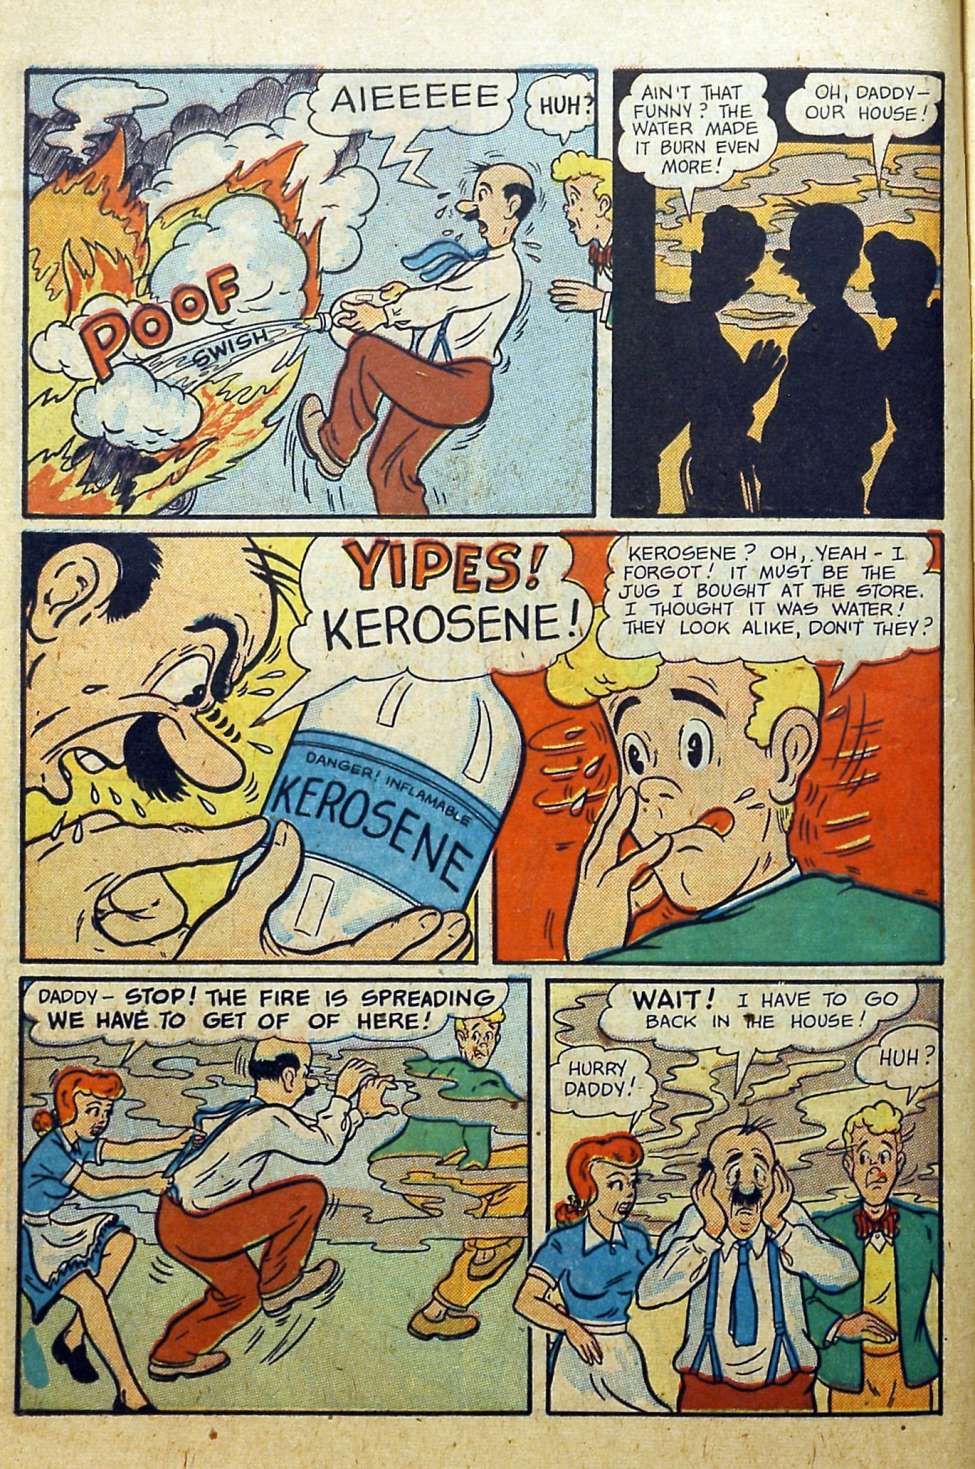 AIEEEEE
HUH?
POOF
SWISH
AIN'T THAT
FUNNY? THE
WATER MADE
IT BURN EVEN
MORE!
OH, DADDY-
OUR HOUSE!
YIPES!
KEROSENE!
DANGER! INFLAMABLE
KEROSENE
KEROSENE? OH, YEAH - I
FORGOT! IT MUST BE THE
JUG I BOUGHT AT THE STORE.
I THOUGHT IT WAS WATER!
THEY LOOK ALIKE, DON'T THEY?
DADDY- STOP! THE FIRE IS SPREADING
WE HAVE TO GET OF OF HERE!
WAIT! I HAVE TO GO
BACK IN THE HOUSE!
HURRY
DADDY!
HUH?